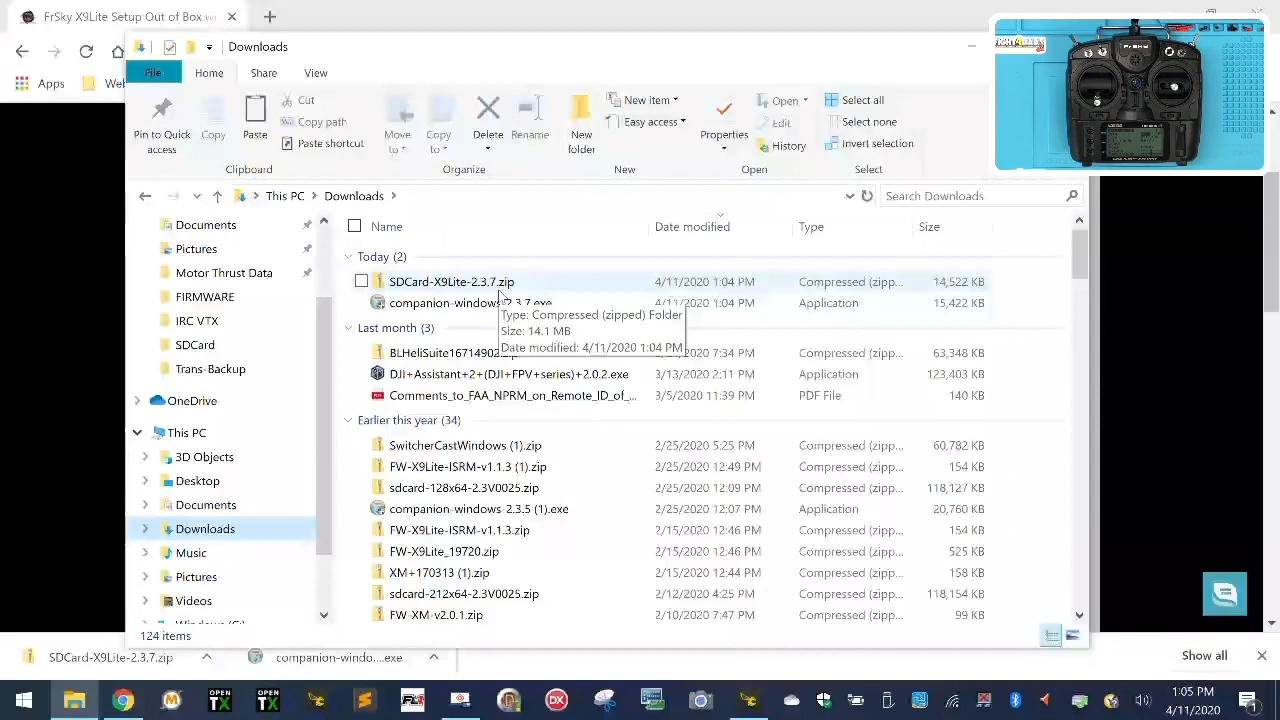 FrSky X9Lite Setup Out of Box
Downloads
Apps
File
Home
Share
View
Pin to Quick access
Copy
Paste
Cut
Copy path
Paste shortcut
Clipboard
Delete
Rename
New item
Easy access
New
Properties
Open
Edit
History
Open
Select all
Select none
Select
This PC
Downloads
Search Downloads
Documents
Pictures
Motor Thrust Data
FIRMWARE
IRC VTX
SDCard
Trans-Backup
OneDrive
This PC
3D Objects
Desktop
Documents
Downloads
Music
Pictures
Videos
Name
Date modified
Type
Size
Today (2)
SDCard-X9Lite-2.3.7.zip 4/11/2020 1:04 PM Compressed (zipp... 14,522 KB
companion-windows-2.3.7.exe 4/11/2020 1:04 PM Application 15,422 KB
Type: Compressed (zipped) Folder
Size: 14.1 MB
Date modified: 4/11/2020 1:04 PM
Last month (3)
7:34 PM Compressed (zipp... 63,348 KB
DJI+Assistant+2+(DJI+FPV+series)+2.0.2.exe 3/13/2020 2:11 PM Application 123,403 KB
Comments_to_FAA_NPRM_on_Remote_ID_of_... 3/5/2020 11:39 PM PDF File 140 KB
Earlier this year (34)
SwitcherCastWindows (1).zip 2/25/2020 5:25 PM Compressed (zipp... 60,782 KB
FW-X9Lite-ISRM-v1.1.3 (1).zip 2/25/2020 12:49 PM Compressed (zipp... 154 KB
sdcard-128x64-2.3V0025.zip 2/25/2020 12:09 PM Compressed (zipp... 118,127 KB
companion-windows-2.3.5 (1).exe 2/25/2020 12:07 PM Application 20,760 KB
FW-X9Lite-ISRM-v1.1.3.zip 2/15/2020 12:46 PM Compressed (zipp... 154 KB
FW-X9Lite_19720.zip 2/15/2020 12:46 PM Compressed (zipp... 525 KB
XM+170313 (1).zip 2/15/2020 12:44 PM Compressed (zipp... 158 KB
sdcard-212x64-2.3V0025.zip 2/12/2020 4:25 PM Compressed (zipp... 118,154 KB
FW-XM-v2.0.1.zip 2/10/2020 7:47 PM Compressed (zipp... 99 KB
124 items
SDCard-X9Lite-2.3.7.zip
companion-windo....exe
Show all
OPEN TX
OPEN TX
1:05 PM
4/11/2020